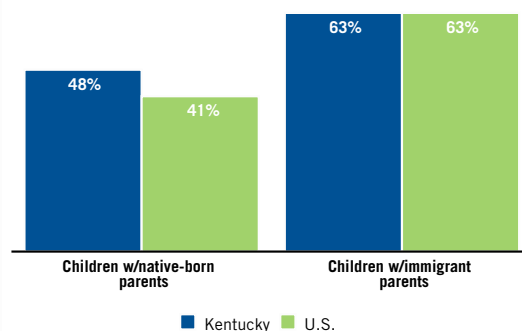 48%
41%
63%
63%
Children w/native-born
parents
Children w/immigrant
parents
Kentucky
U.S.